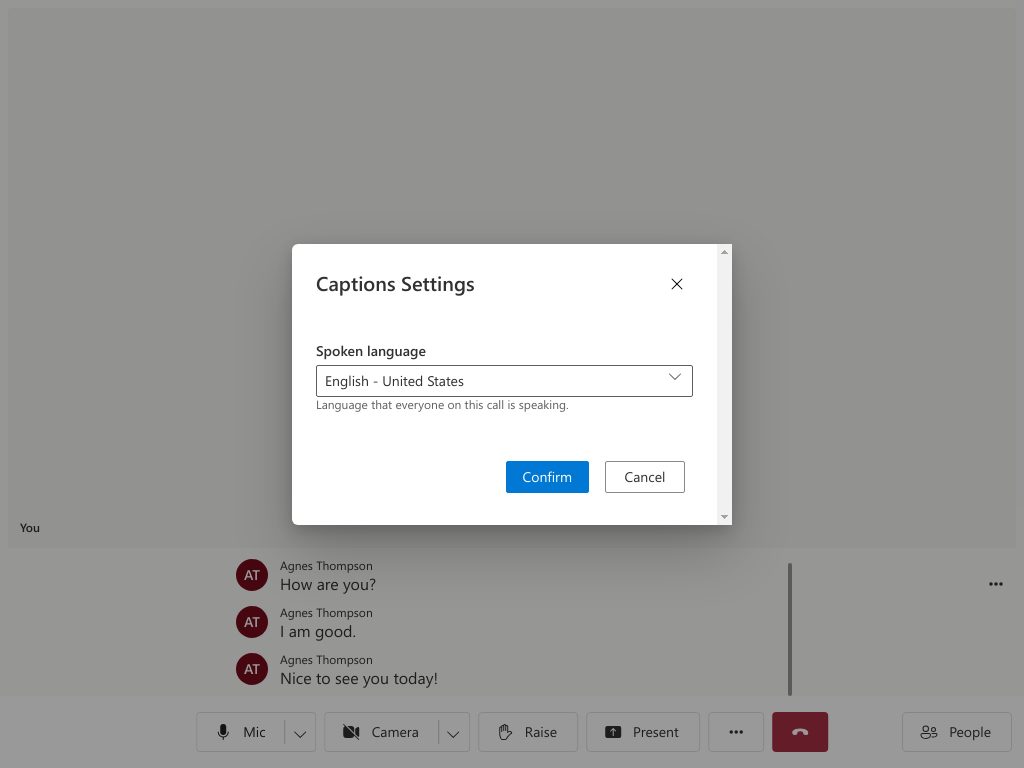 Captions Settings
Spoken language
English - United States
Language that everyone on this call is speaking.
Confirm
Cancel
You
AT
Agnes Thompson
How are you?
AT
Agnes Thompson
I am good.
AT
Agnes Thompson
Nice to see you today!
Mic
Camera
Raise
Present
People